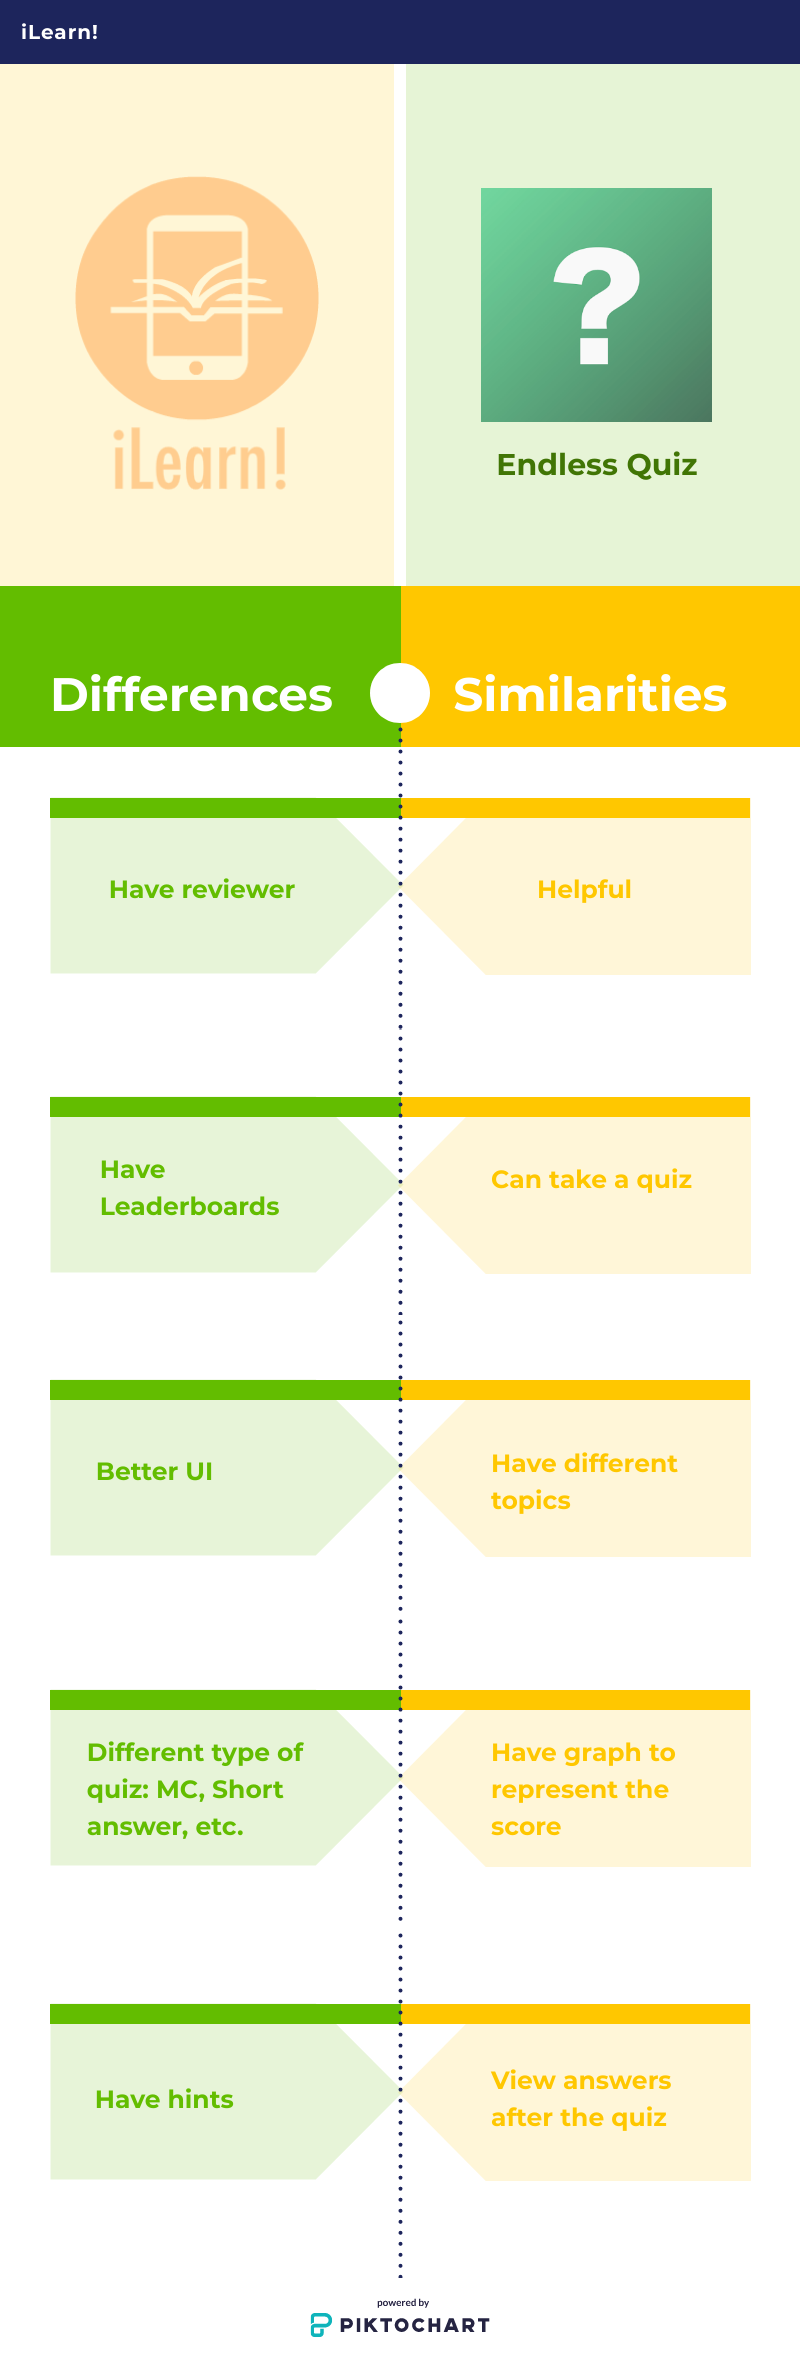 iLearn!
iLearn!
?
Endless Quiz
Differences
Similarities
Have reviewer
Helpful
Have
Leaderboards
Can take a quiz
Better UI
Have different
topics
Different type of
quiz: MC, Short
answer, etc.
Have graph to
represent the
score
Have hints
View answers
after the quiz
powered by
PIKTOCHART